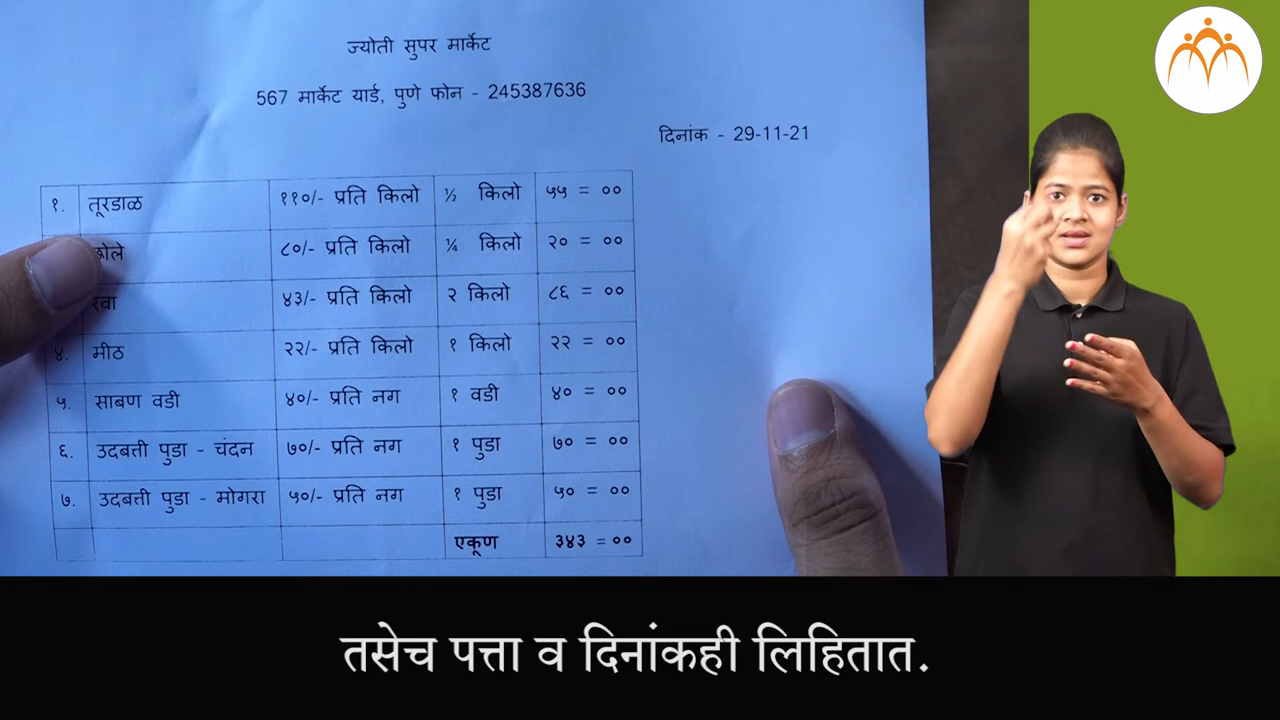 ज्योती सुपर मार्केट
567 मार्केट यार्ड, पुणे फोन - 245387636
दिनांक - 29-11-21
१. तूरडाळ ११०/- प्रति किलो ½ किलो ५५ = ००
८०/- प्रति किलो ¼ किलो २० = ००
रवा ४३/- प्रति किलो २ किलो ८६ = ००
४. मीठ २२/- प्रति किलो १ किलो २२ = ००
५. साबण वडी ४०/- प्रति नग १ वडी ४० = ००
६. उदबत्ती पुडा - चंदन ७०/- प्रति नग १ पुडा ७० = ००
७. उदबत्ती पुडा - मोगरा ५०/- प्रति नग १ पुडा ५० = ००
एकूण ३४३ = ००
तसेच पत्ता व दिनांकही लिहितात.